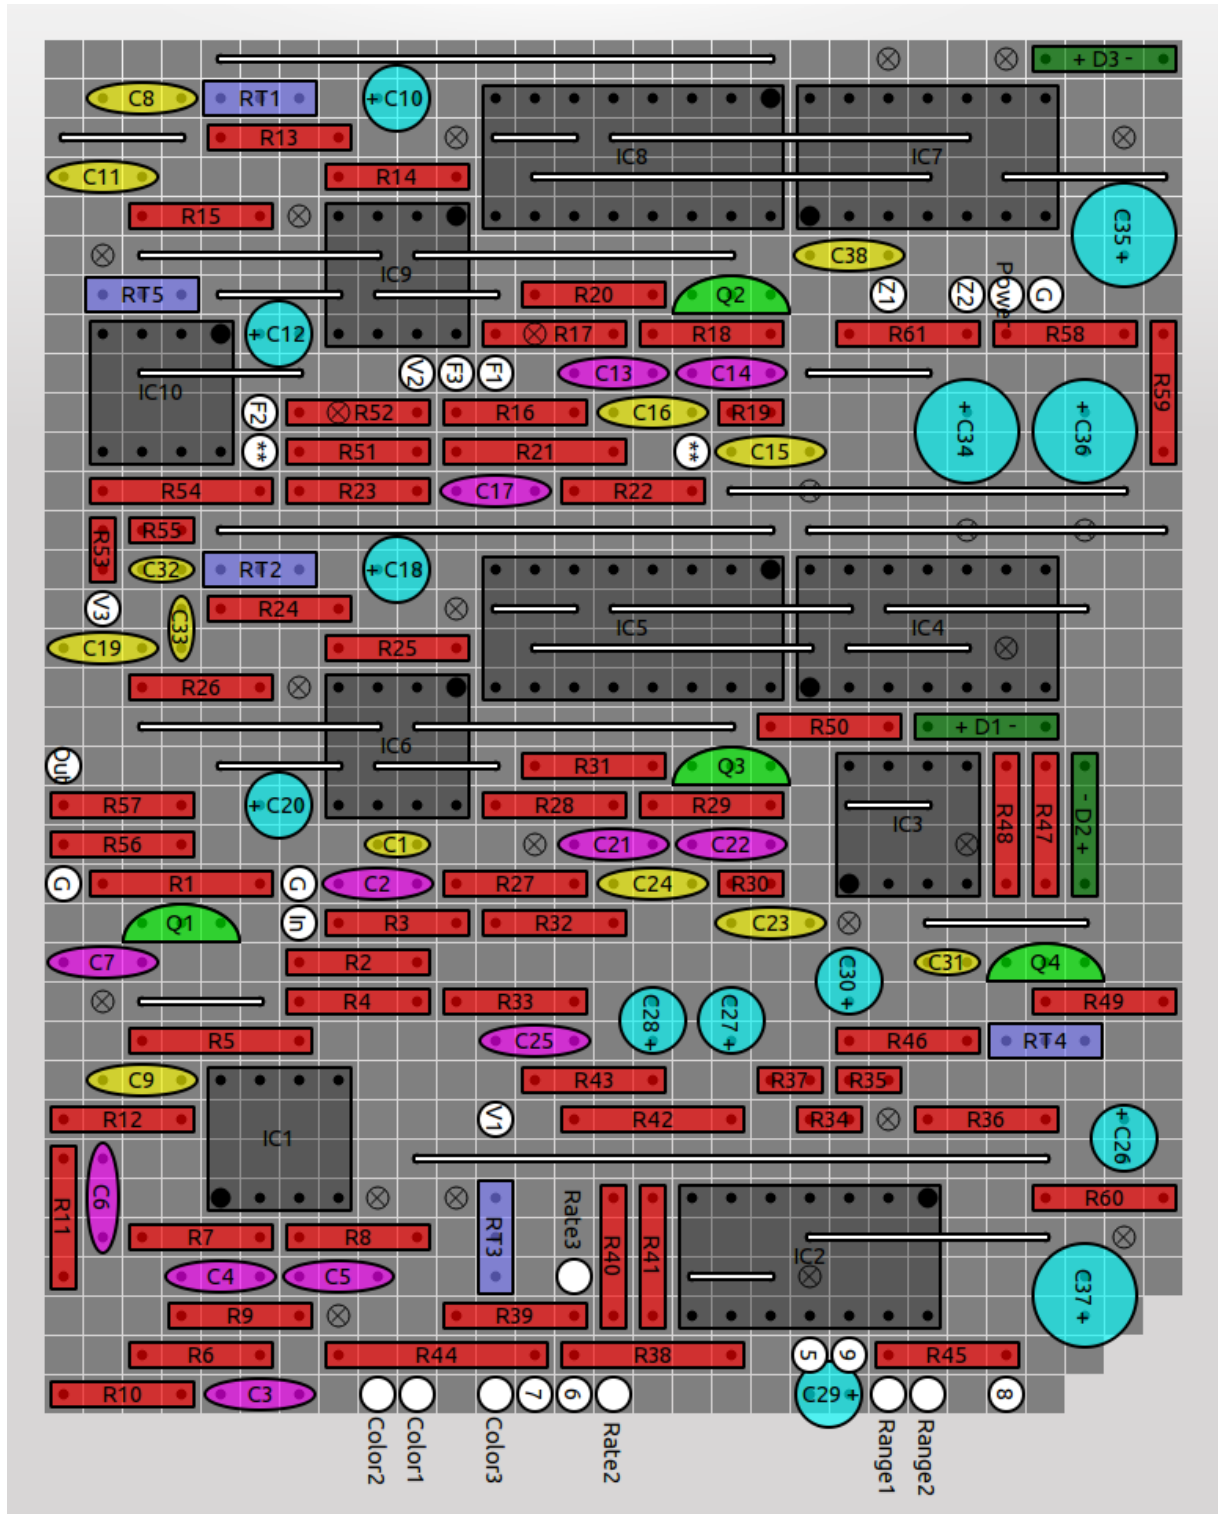 + D3 -
C8 RT1 +C10
R13
IC8 IC7
C11 R14
R15 C35 +
C38
IC9
RT5 R20 Q2 Z1 Z2 Power G
+C12 R17 R18 R61 R58
V2 F3 F1 C13 C14
IC10 R59
F2 R52 R16 C16 R19 +C34 +C36
** R51 R21 ** C15
R54 R23 C17 R22
R53 R55
C32 RT2 +C18
V3 C33 R24
IC5 IC4
C19 R25
R26
R50 + D1 -
IC6
Out R31 Q3
R57 +C20 R28 R29 IC3 R48 R47 - D2 +
R56 C1 C21 C22
G R1 G C2 R27 C24 R30
Q1 In R3 R32 C23
C7 R2 C30 + C31 Q4
R4 R33 C28 + C27 + R49
R5 C25 R46 RT4
C9 R43 R37 R35
R12 V1 R42 R34 R36 +C26
IC1
R11 C6 RT3 Rate3 R40 R41 R60
R7 R8
IC2
C4 C5 C37 +
R9 R39
R6 R44 R38 5 9 R45
R10 C3 7 6 C29 + 8
Color2 Color1 Color3 Rate2 Range1 Range2